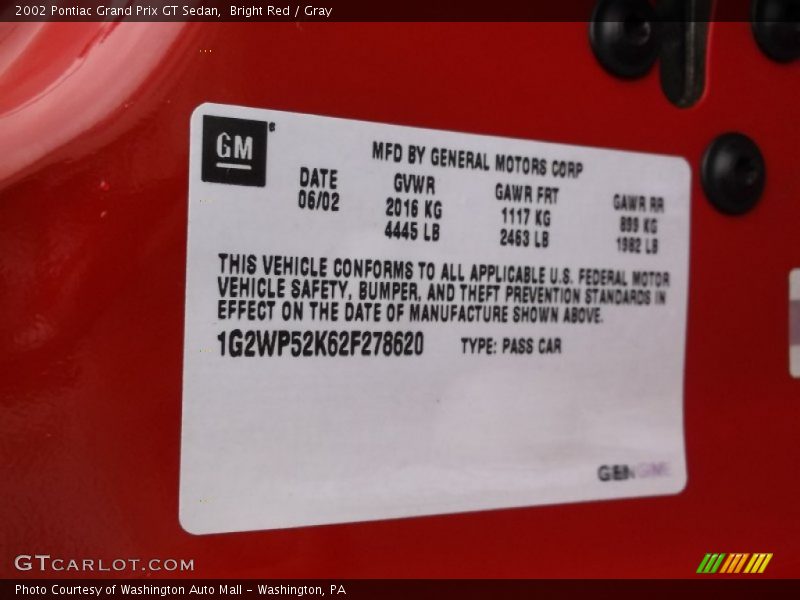 2002 Pontiac Grand Prix GT Sedan, Bright Red / Gray
GM
MFD BY GENERAL MOTORS CORP
DATE GVWR GAWR FRT GAWR RR
06/02 2016 KG 1117 KG 899 KG
4445 LB 2463 LB 1982 LB
THIS VEHICLE CONFORMS TO ALL APPLICABLE U.S. FEDERAL MOTOR
VEHICLE SAFETY, BUMPER, AND THEFT PREVENTION STANDARDS IN
EFFECT ON THE DATE OF MANUFACTURE SHOWN ABOVE.
1G2WP52K62F278620 TYPE: PASS CAR
GTCARLOT.COM
Photo Courtesy of Washington Auto Mall - Washington, PA